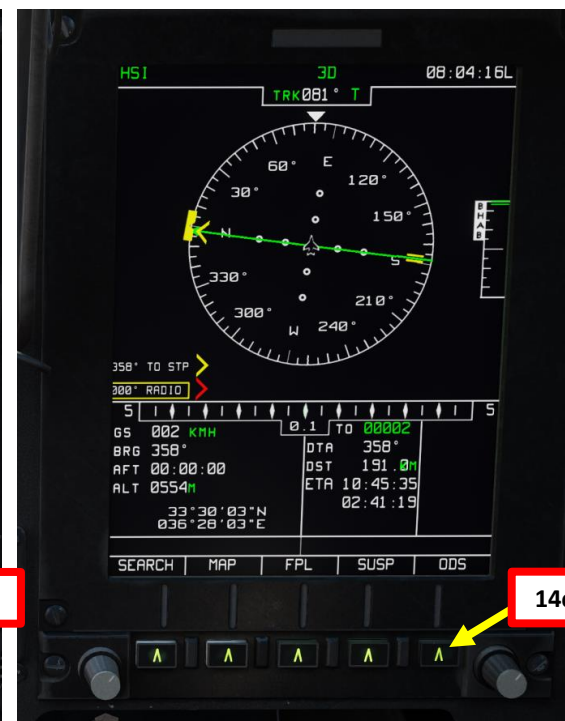 HSI 3D 08:04:16L
TRK081° T
60° E 120°
30° 150°
N S
330° 210°
300° W 240°
B
H
A
B
358° TO STP
000° RADIO
5 0.1 5
GS 002 KMH TO 00002
BRG 358° DTA 358°
AFT 00:00:00 DST 191.0M
ALT 0554M ETA 10:45:35
02:41:19
33°30'03"N
036°28'03"E
SEARCH MAP FPL SUSP ODS